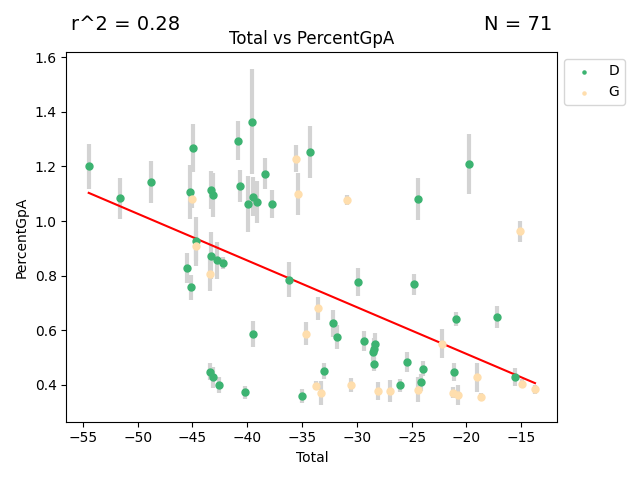 r^2 = 0.28
N = 71
Total vs PercentGpA
D
G
PercentGpA
1.6
1.4
1.2
1.0
0.8
0.6
0.4
−55 −50 −45 −40 −35 −30 −25 −20 −15
Total